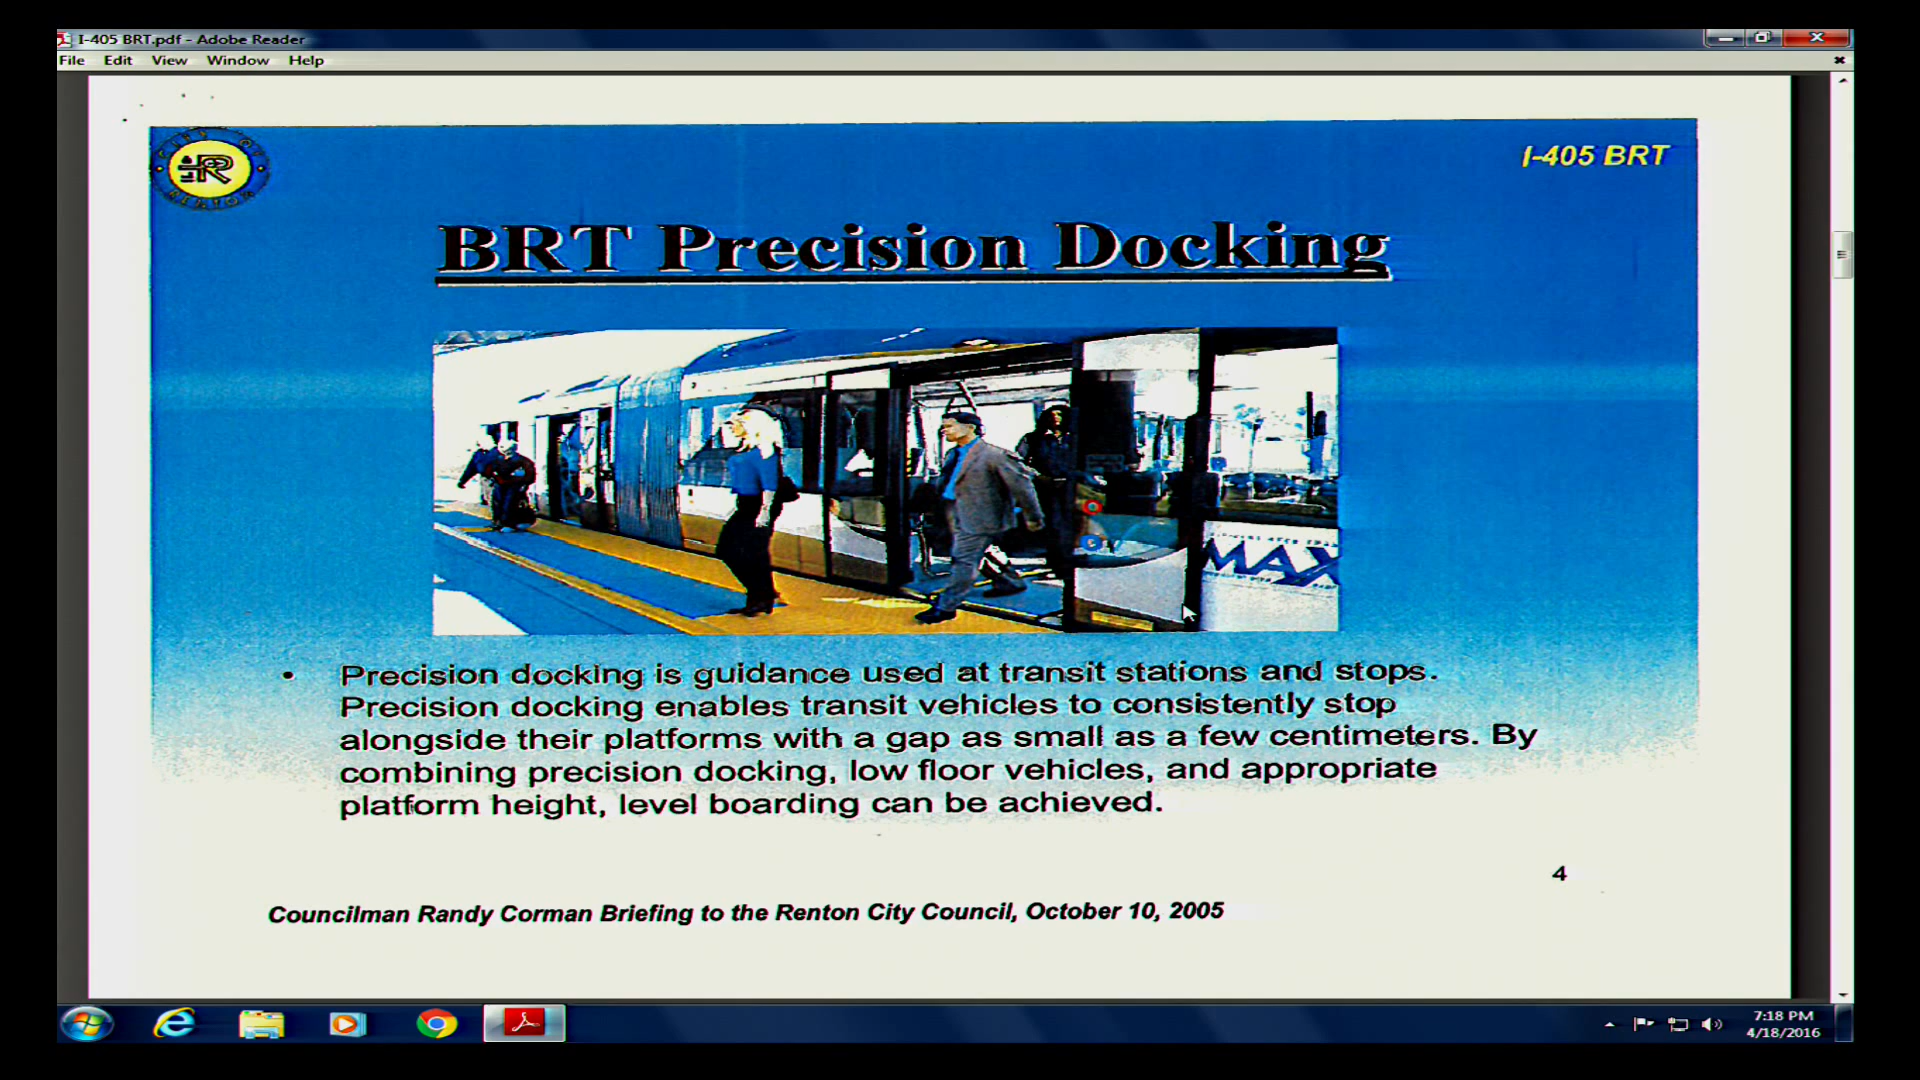 I-405 BRT.pdf - Adobe Reader
File Edit View Window Help
I-405 BRT
BRT Precision Docking
MAX
• Precision docking is guidance used at transit stations and stops.
Precision docking enables transit vehicles to consistently stop
alongside their platforms with a gap as small as a few centimeters. By
combining precision docking, low floor vehicles, and appropriate
platform height, level boarding can be achieved.
4
Councilman Randy Corman Briefing to the Renton City Council, October 10, 2005
7:18 PM
4/18/2016